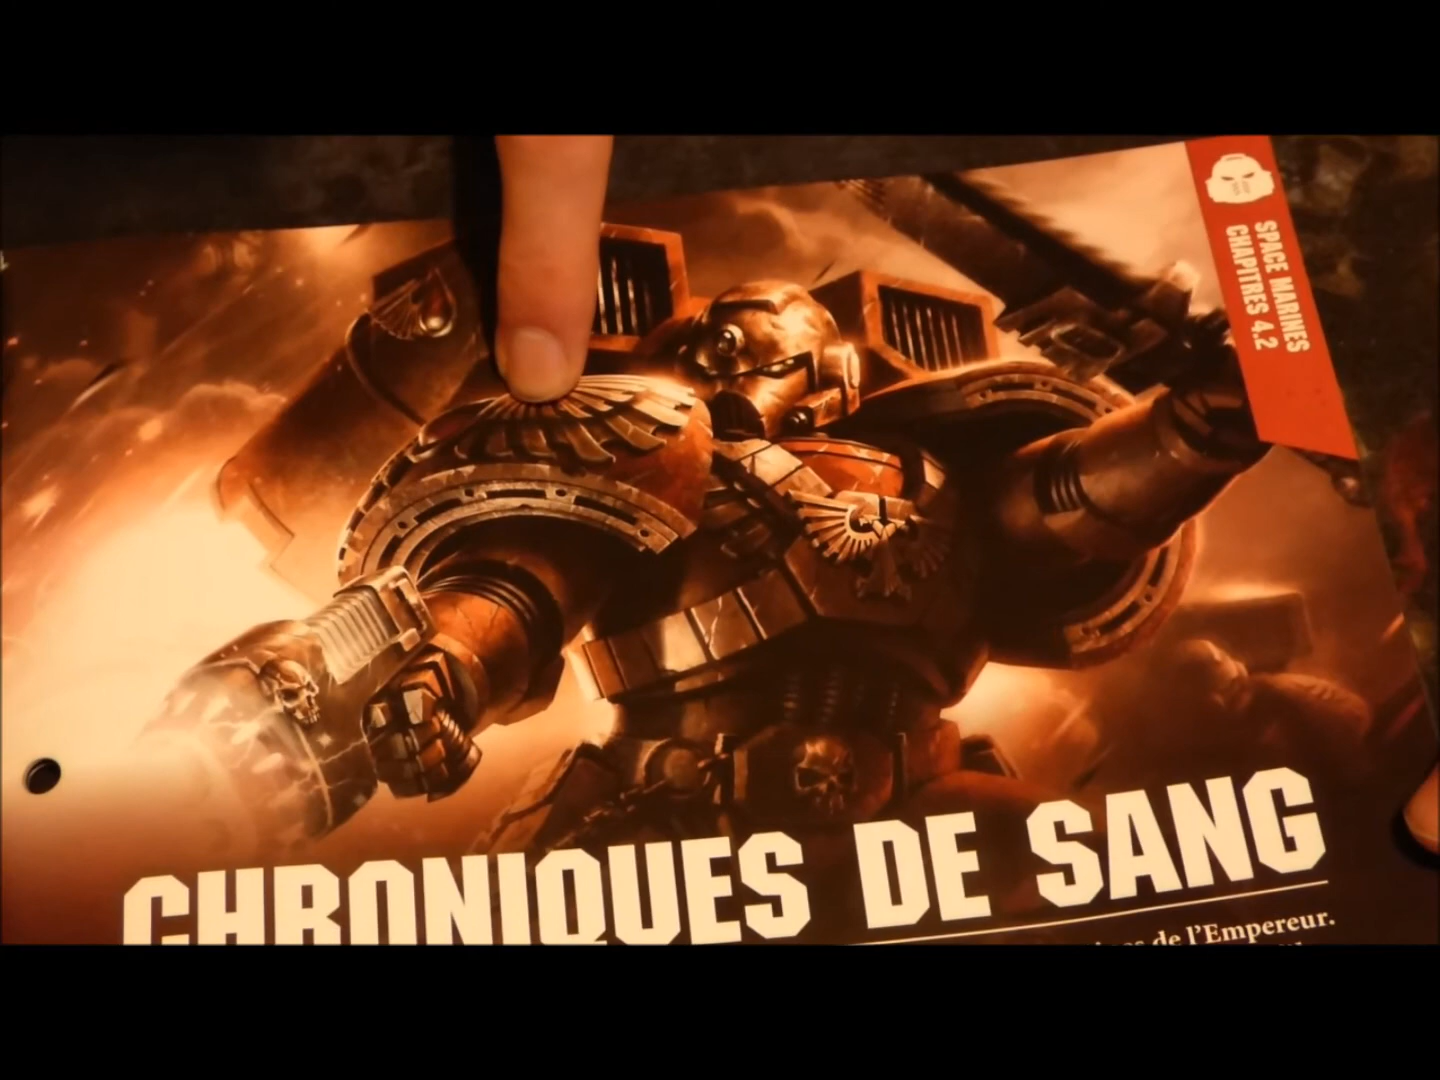 SPACE MARINES
CHAPITRES 4.2
CHRONIQUES DE SANG
de l'Empereur.